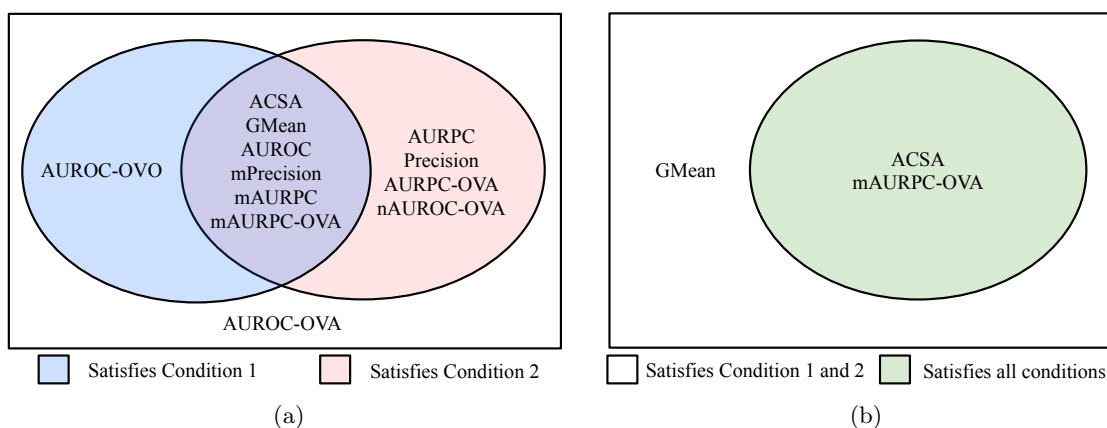 AUROC-OVO
ACSA
GMean
AUROC
mPrecision
mAURPC
mAURPC-OVA
AURPC
Precision
AURPC-OVA
nAUROC-OVA
AUROC-OVA
Satisfies Condition 1
Satisfies Condition 2
(a)
GMean
ACSA
mAURPC-OVA
Satisfies Condition 1 and 2
Satisfies all conditions
(b)